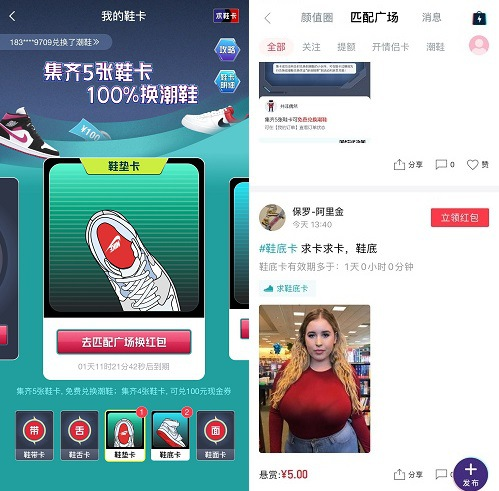 我的鞋卡
求鞋卡
183****9709兑换了潮鞋
攻略
集齐5张鞋卡
100%换潮鞋
鞋卡
明细
¥100
鞋垫卡
去匹配广场换红包
01天11时21分42秒后到期
集齐5张鞋卡, 免费兑换潮鞋；集齐4张鞋卡, 可兑100元现金券
带
舌
1
2
面
鞋带卡
鞋舌卡
鞋垫卡
鞋底卡
鞋面卡
颜值圈
匹配广场
消息
全部
关注
提额
开情侣卡
潮鞋
集齐5张鞋卡可免费兑换潮鞋
分享
0
赞
保罗-阿里金
今天 13:40
立领红包
#鞋底卡 求卡求卡，鞋底
鞋底卡有效期多于：1天0小时0分钟
求鞋底卡
悬赏:¥5.00
分享
0
+
发布